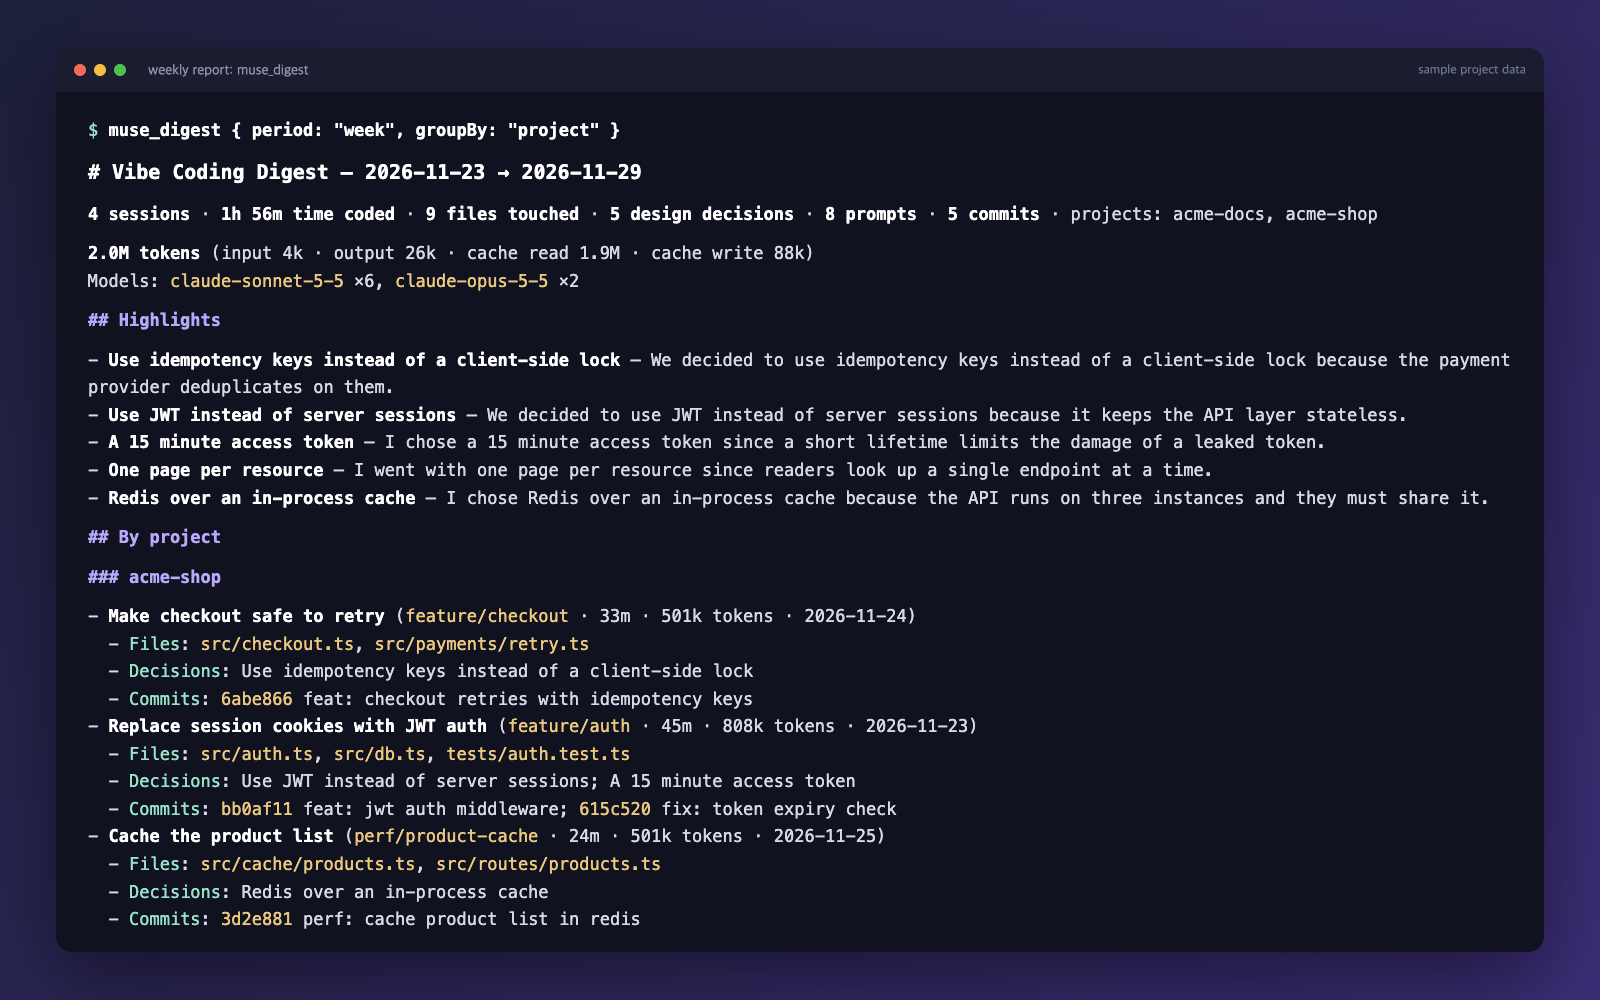 weekly report: muse_digest
sample project data
$ muse_digest { period: "week", groupBy: "project" }
# Vibe Coding Digest — 2026-11-23 → 2026-11-29
4 sessions · 1h 56m time coded · 9 files touched · 5 design decisions · 8 prompts · 5 commits · projects: acme-docs, acme-shop
2.0M tokens (input 4k · output 26k · cache read 1.9M · cache write 88k)
Models: claude-sonnet-5-5 ×6, claude-opus-5-5 ×2
## Highlights
– Use idempotency keys instead of a client-side lock — We decided to use idempotency keys instead of a client-side lock because the payment
provider deduplicates on them.
– Use JWT instead of server sessions — We decided to use JWT instead of server sessions because it keeps the API layer stateless.
– A 15 minute access token — I chose a 15 minute access token since a short lifetime limits the damage of a leaked token.
– One page per resource — I went with one page per resource since readers look up a single endpoint at a time.
– Redis over an in-process cache — I chose Redis over an in-process cache because the API runs on three instances and they must share it.
## By project
### acme-shop
– Make checkout safe to retry (feature/checkout · 33m · 501k tokens · 2026-11-24)
– Files: src/checkout.ts, src/payments/retry.ts
– Decisions: Use idempotency keys instead of a client-side lock
– Commits: 6abe866 feat: checkout retries with idempotency keys
– Replace session cookies with JWT auth (feature/auth · 45m · 808k tokens · 2026-11-23)
– Files: src/auth.ts, src/db.ts, tests/auth.test.ts
– Decisions: Use JWT instead of server sessions; A 15 minute access token
– Commits: bb0af11 feat: jwt auth middleware; 615c520 fix: token expiry check
– Cache the product list (perf/product-cache · 24m · 501k tokens · 2026-11-25)
– Files: src/cache/products.ts, src/routes/products.ts
– Decisions: Redis over an in-process cache
– Commits: 3d2e881 perf: cache product list in redis